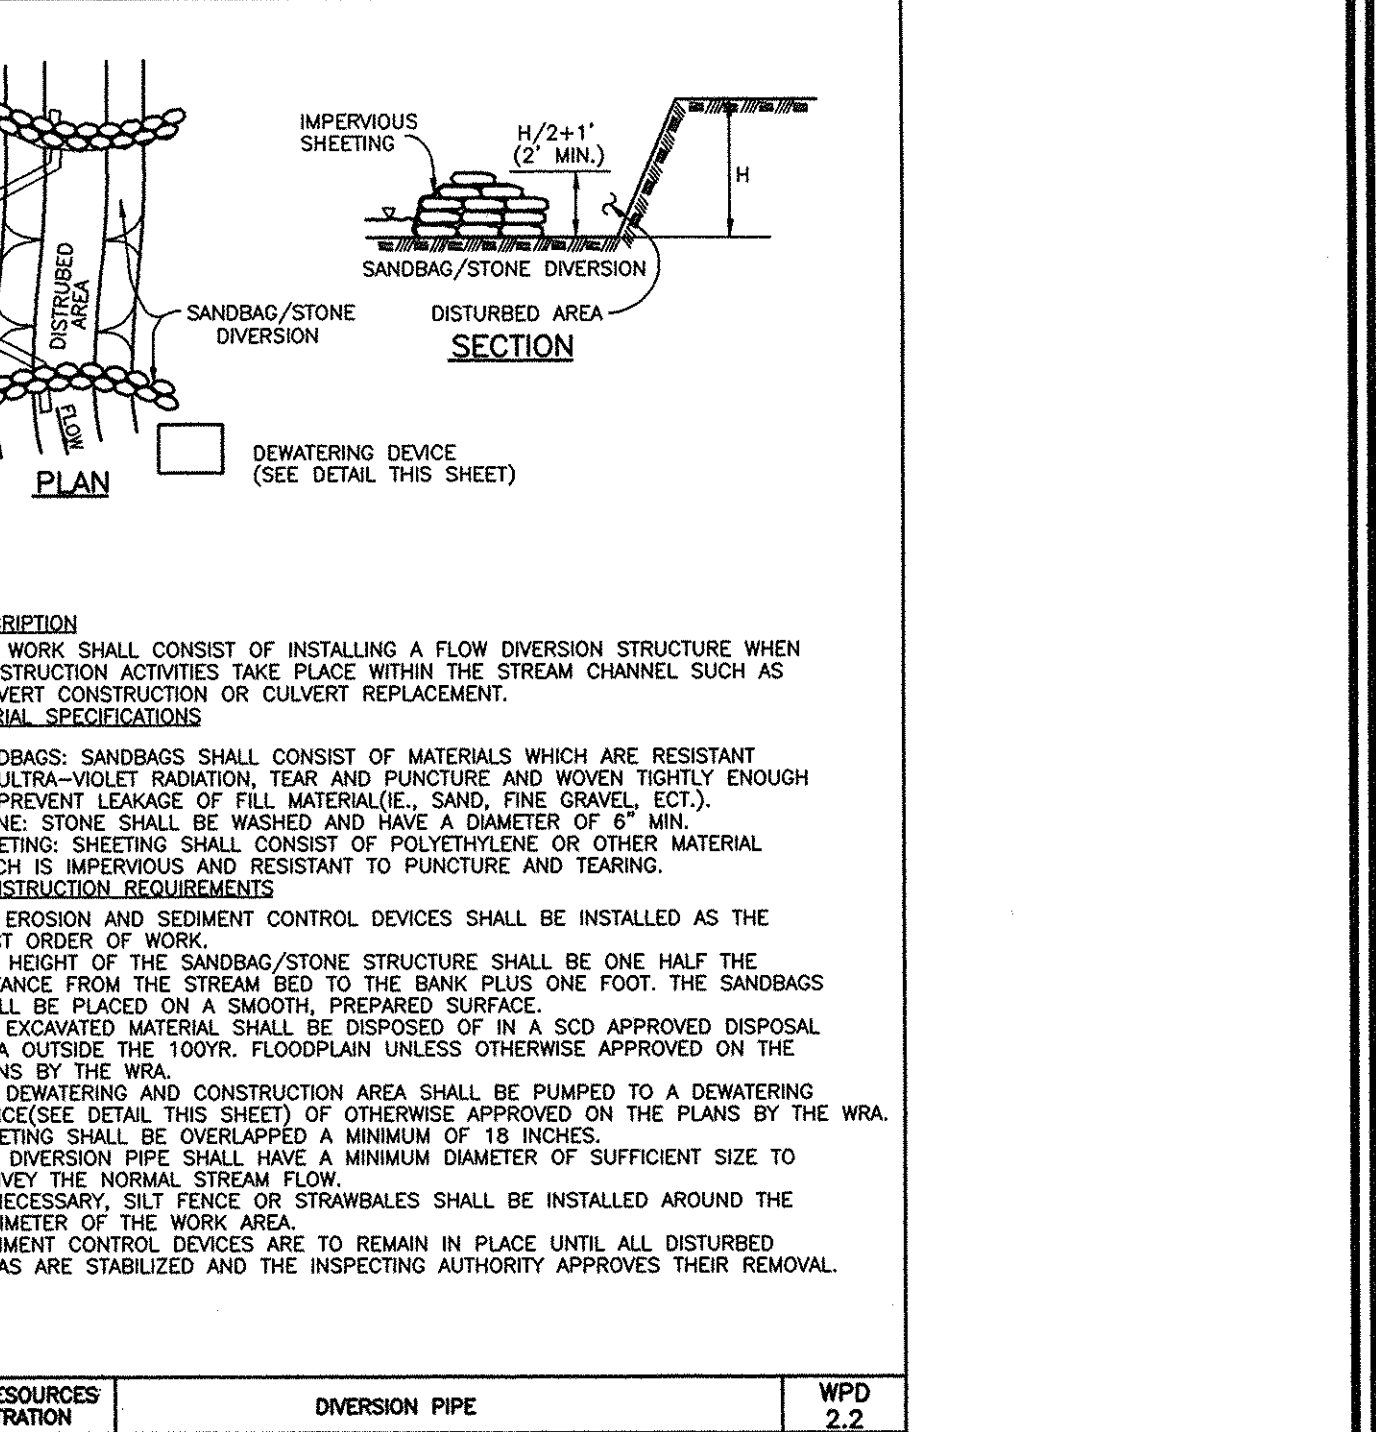 IMPERVIOUS
SHEETING
H/2+1'
(2' MIN.)
H
SANDBAG/STONE DIVERSION
DISTURBED AREA
SECTION
DISTRUBED
AREA
SANDBAG/STONE
DIVERSION
FLOW
PLAN
DEWATERING DEVICE
(SEE DETAIL THIS SHEET)
RIPTION
WORK SHALL CONSIST OF INSTALLING A FLOW DIVERSION STRUCTURE WHEN
STRUCTION ACTIVITIES TAKE PLACE WITHIN THE STREAM CHANNEL SUCH AS
VERT CONSTRUCTION OR CULVERT REPLACEMENT.
RIAL SPECIFICATIONS
DBAGS: SANDBAGS SHALL CONSIST OF MATERIALS WHICH ARE RESISTANT
ULTRA-VIOLET RADIATION, TEAR AND PUNCTURE AND WOVEN TIGHTLY ENOUGH
PREVENT LEAKAGE OF FILL MATERIAL(IE., SAND, FINE GRAVEL, ECT.).
NE: STONE SHALL BE WASHED AND HAVE A DIAMETER OF 6" MIN.
ETING: SHEETING SHALL CONSIST OF POLYETHYLENE OR OTHER MATERIAL
CH IS IMPERVIOUS AND RESISTANT TO PUNCTURE AND TEARING.
NSTRUCTION REQUIREMENTS
EROSION AND SEDIMENT CONTROL DEVICES SHALL BE INSTALLED AS THE
ST ORDER OF WORK.
HEIGHT OF THE SANDBAG/STONE STRUCTURE SHALL BE ONE HALF THE
TANCE FROM THE STREAM BED TO THE BANK PLUS ONE FOOT. THE SANDBAGS
LL BE PLACED ON A SMOOTH, PREPARED SURFACE.
EXCAVATED MATERIAL SHALL BE DISPOSED OF IN A SCD APPROVED DISPOSAL
A OUTSIDE THE 100YR. FLOODPLAIN UNLESS OTHERWISE APPROVED ON THE
NS BY THE WRA.
DEWATERING AND CONSTRUCTION AREA SHALL BE PUMPED TO A DEWATERING
ICE(SEE DETAIL THIS SHEET) OF OTHERWISE APPROVED ON THE PLANS BY THE WRA.
ETING SHALL BE OVERLAPPED A MINIMUM OF 18 INCHES.
DIVERSION PIPE SHALL HAVE A MINIMUM DIAMETER OF SUFFICIENT SIZE TO
VEY THE NORMAL STREAM FLOW.
NECESSARY, SILT FENCE OR STRAWBALES SHALL BE INSTALLED AROUND THE
IMETER OF THE WORK AREA.
IMENT CONTROL DEVICES ARE TO REMAIN IN PLACE UNTIL ALL DISTURBED
AS ARE STABILIZED AND THE INSPECTING AUTHORITY APPROVES THEIR REMOVAL.
ESOURCES
TRATION
DIVERSION PIPE
WPD
2.2